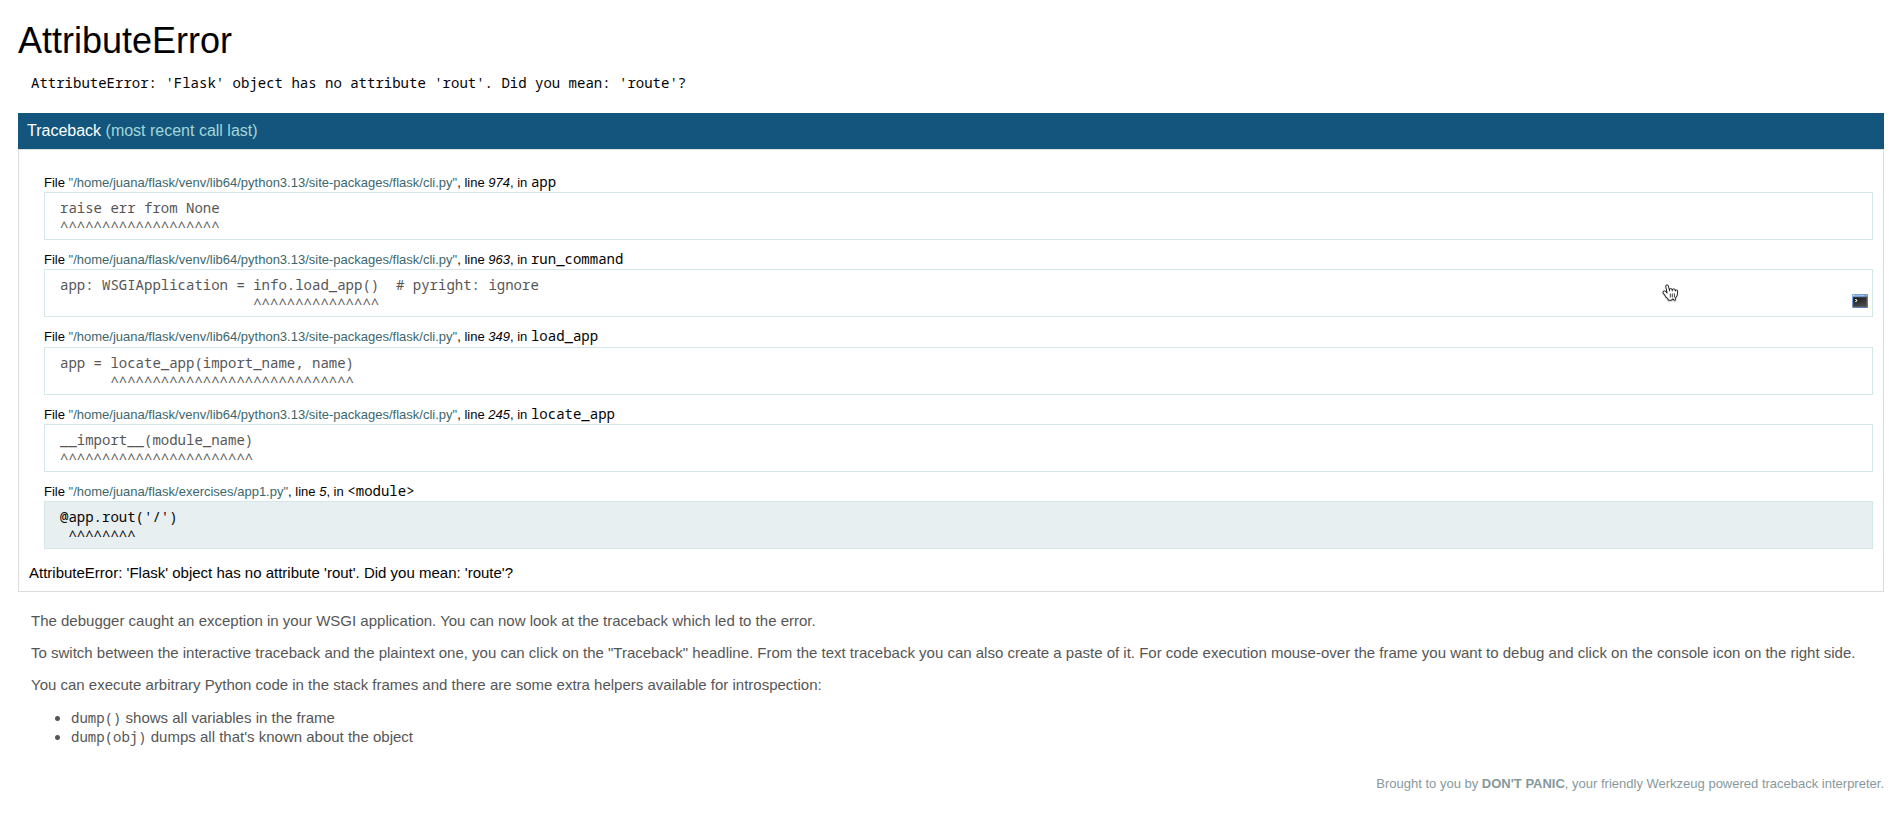 AttributeError
AttributeError: 'Flask' object has no attribute 'rout'. Did you mean: 'route'?
Traceback (most recent call last)
File "/home/juana/flask/venv/lib64/python3.13/site-packages/flask/cli.py", line 974, in app
raise err from None
^^^^^^^^^^^^^^^^^^^
File "/home/juana/flask/venv/lib64/python3.13/site-packages/flask/cli.py", line 963, in run_command
app: WSGIApplication = info.load_app()  # pyright: ignore
                       ^^^^^^^^^^^^^^^
File "/home/juana/flask/venv/lib64/python3.13/site-packages/flask/cli.py", line 349, in load_app
app = locate_app(import_name, name)
      ^^^^^^^^^^^^^^^^^^^^^^^^^^^^^
File "/home/juana/flask/venv/lib64/python3.13/site-packages/flask/cli.py", line 245, in locate_app
__import__(module_name)
^^^^^^^^^^^^^^^^^^^^^^^
File "/home/juana/flask/exercises/app1.py", line 5, in <module>
@app.rout('/')
 ^^^^^^^^
AttributeError: 'Flask' object has no attribute 'rout'. Did you mean: 'route'?
The debugger caught an exception in your WSGI application. You can now look at the traceback which led to the error.
To switch between the interactive traceback and the plaintext one, you can click on the "Traceback" headline. From the text traceback you can also create a paste of it. For code execution mouse-over the frame you want to debug and click on the console icon on the right side.
You can execute arbitrary Python code in the stack frames and there are some extra helpers available for introspection:
• dump() shows all variables in the frame
• dump(obj) dumps all that's known about the object
Brought to you by DON'T PANIC, your friendly Werkzeug powered traceback interpreter.